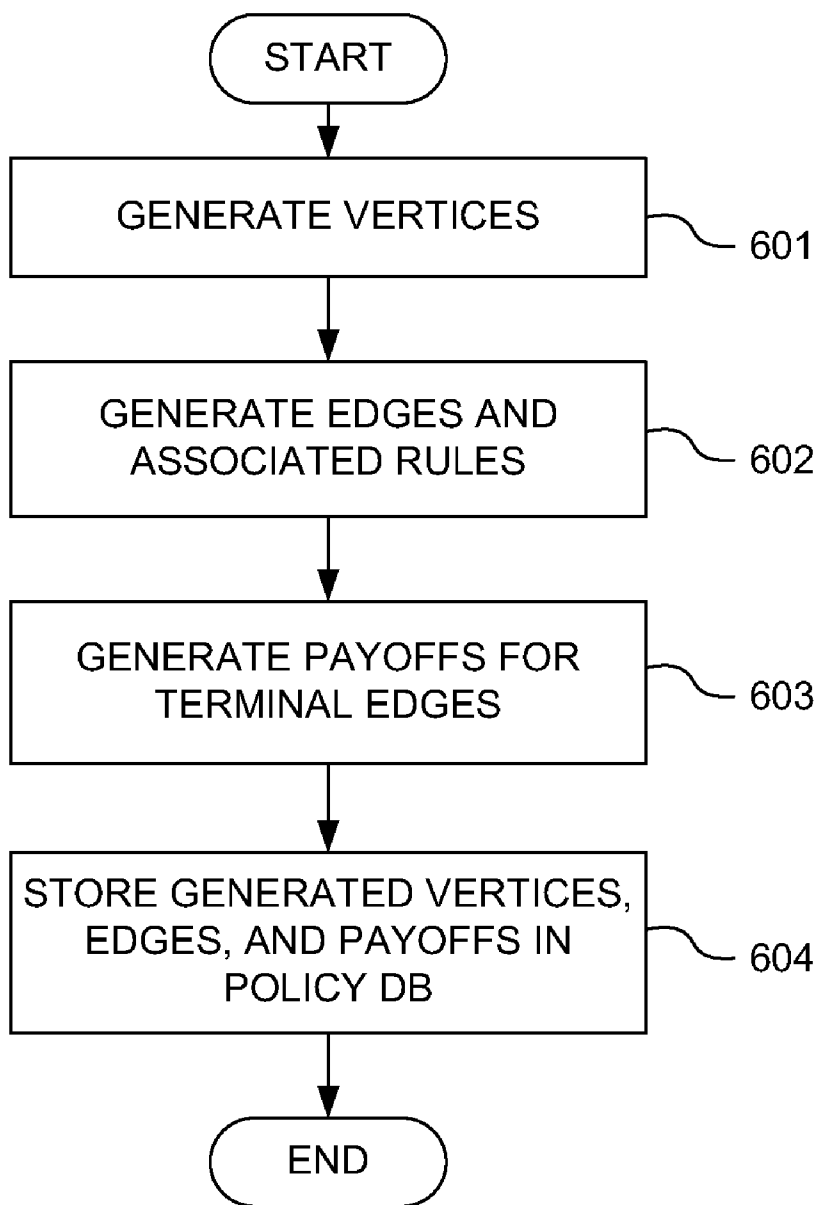 START
GENERATE VERTICES
601
GENERATE EDGES AND
ASSOCIATED RULES
602
GENERATE PAYOFFS FOR
TERMINAL EDGES
603
STORE GENERATED VERTICES,
EDGES, AND PAYOFFS IN
POLICY DB
604
END